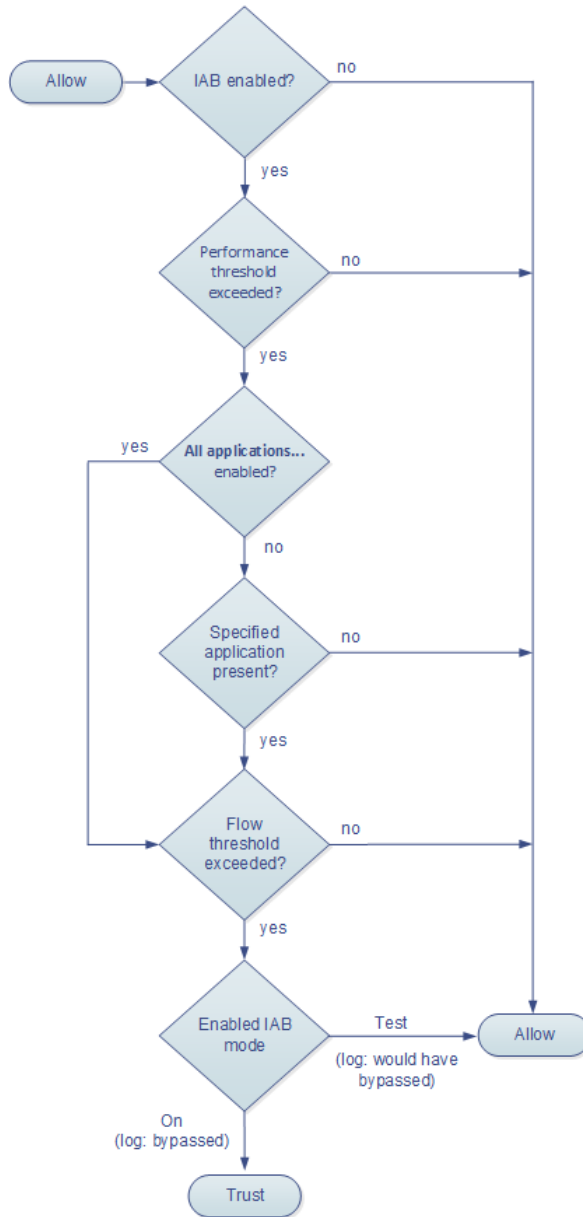 Allow
IAB enabled?
no
yes
Performance
threshold
exceeded?
no
yes
yes
All applications...
enabled?
no
Specified
application
present?
no
yes
Flow
threshold
exceeded?
no
yes
Enabled IAB
mode
Test
(log: would have
bypassed)
Allow
On
(log: bypassed)
Trust